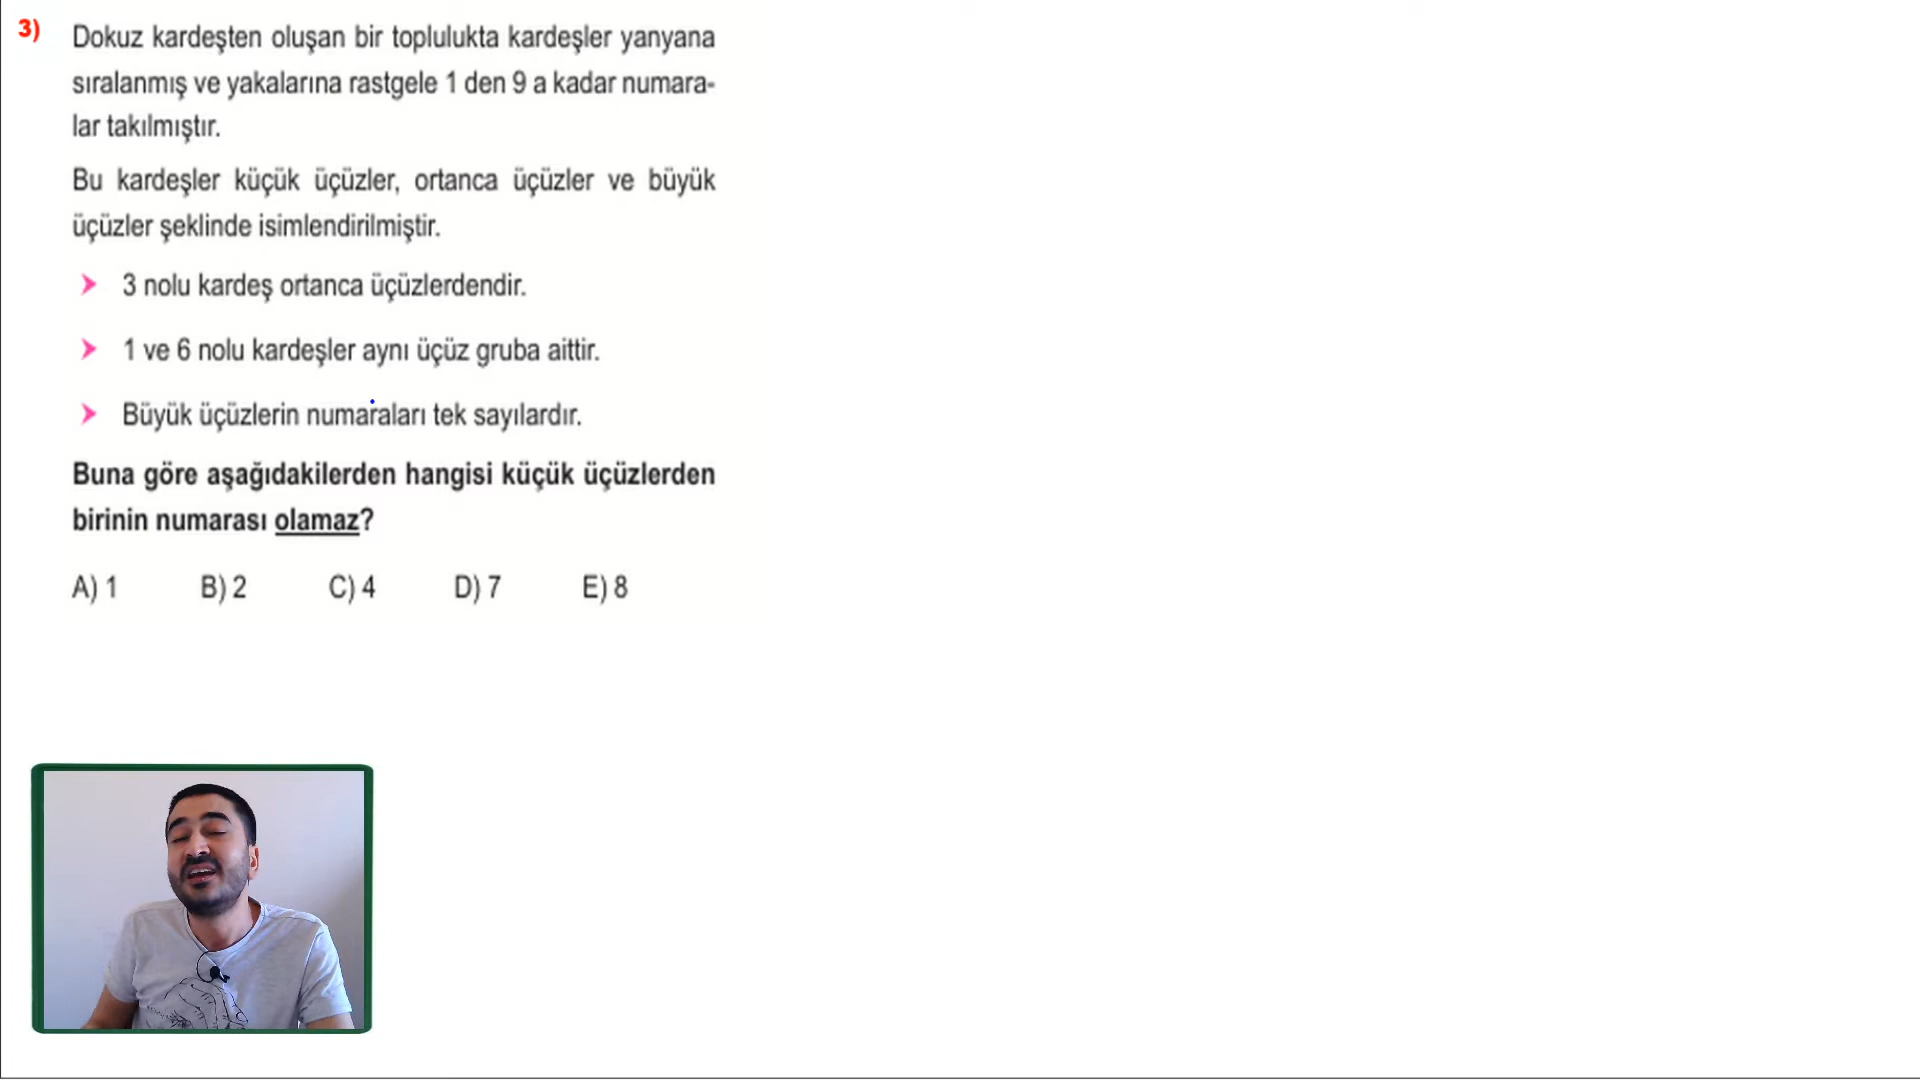 3)
Dokuz kardeşten oluşan bir toplulukta kardeşler yanyana
sıralanmış ve yakalarına rastgele 1 den 9 a kadar numara-
lar takılmıştır.
Bu kardeşler küçük üçüzler, ortanca üçüzler ve büyük
üçüzler şeklinde isimlendirilmiştir.
➤ 3 nolu kardeş ortanca üçüzlerdendir.
➤ 1 ve 6 nolu kardeşler aynı üçüz gruba aittir.
➤ Büyük üçüzlerin numaraları tek sayılardır.
Buna göre aşağıdakilerden hangisi küçük üçüzlerden
birinin numarası olamaz?
A) 1 B) 2 C) 4 D) 7 E) 8